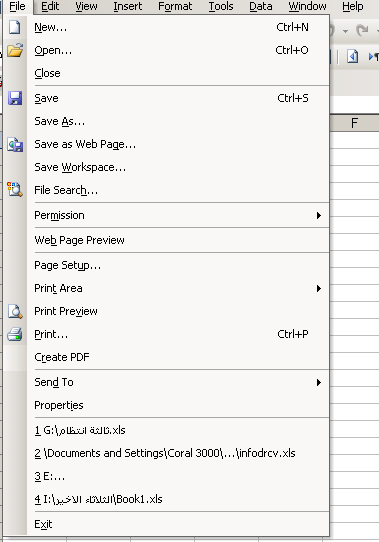 File Edit View Insert Format Tools Data Window Help
New... Ctrl+N
Open... Ctrl+O
Close
Save Ctrl+S
Save As...
Save as Web Page...
Save Workspace...
File Search...
Permission
Web Page Preview
Page Setup...
Print Area
Print Preview
Print... Ctrl+P
Create PDF
Send To
Properties
1 G:\ثالثة انتظام.xls
2 \Documents and Settings\Coral 3000\...\infodrcv.xls
3 E:...
4 I:\الثلاثاء الاخير\Book1.xls
Exit
F